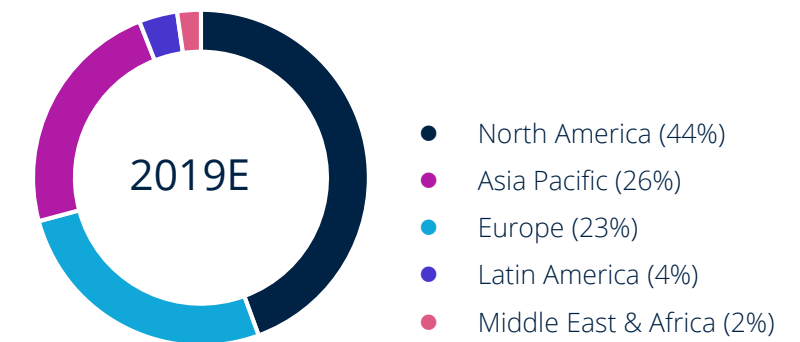 2019E
North America (44%)
Asia Pacific (26%)
Europe (23%)
Latin America (4%)
Middle East & Africa (2%)